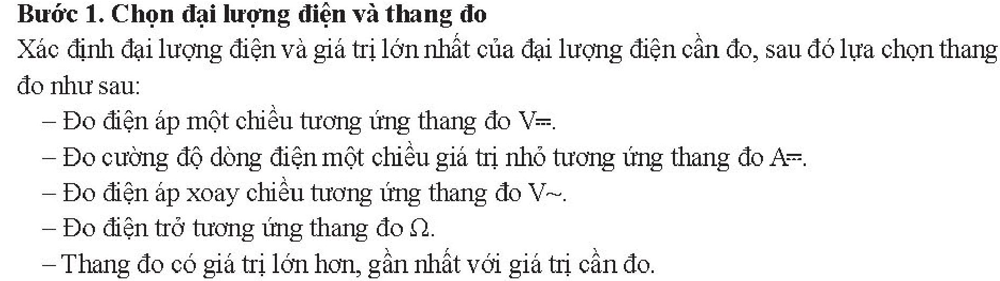 Bước 1. Chọn đại lượng điện và thang đo
Xác định đại lượng điện và giá trị lớn nhất của đại lượng điện cần đo, sau đó lựa chọn thang
đo như sau:
– Đo điện áp một chiều tương ứng thang đo V⎓.
– Đo cường độ dòng điện một chiều giá trị nhỏ tương ứng thang đo A⎓.
– Đo điện áp xoay chiều tương ứng thang đo V~.
– Đo điện trở tương ứng thang đo Ω.
– Thang đo có giá trị lớn hơn, gần nhất với giá trị cần đo.